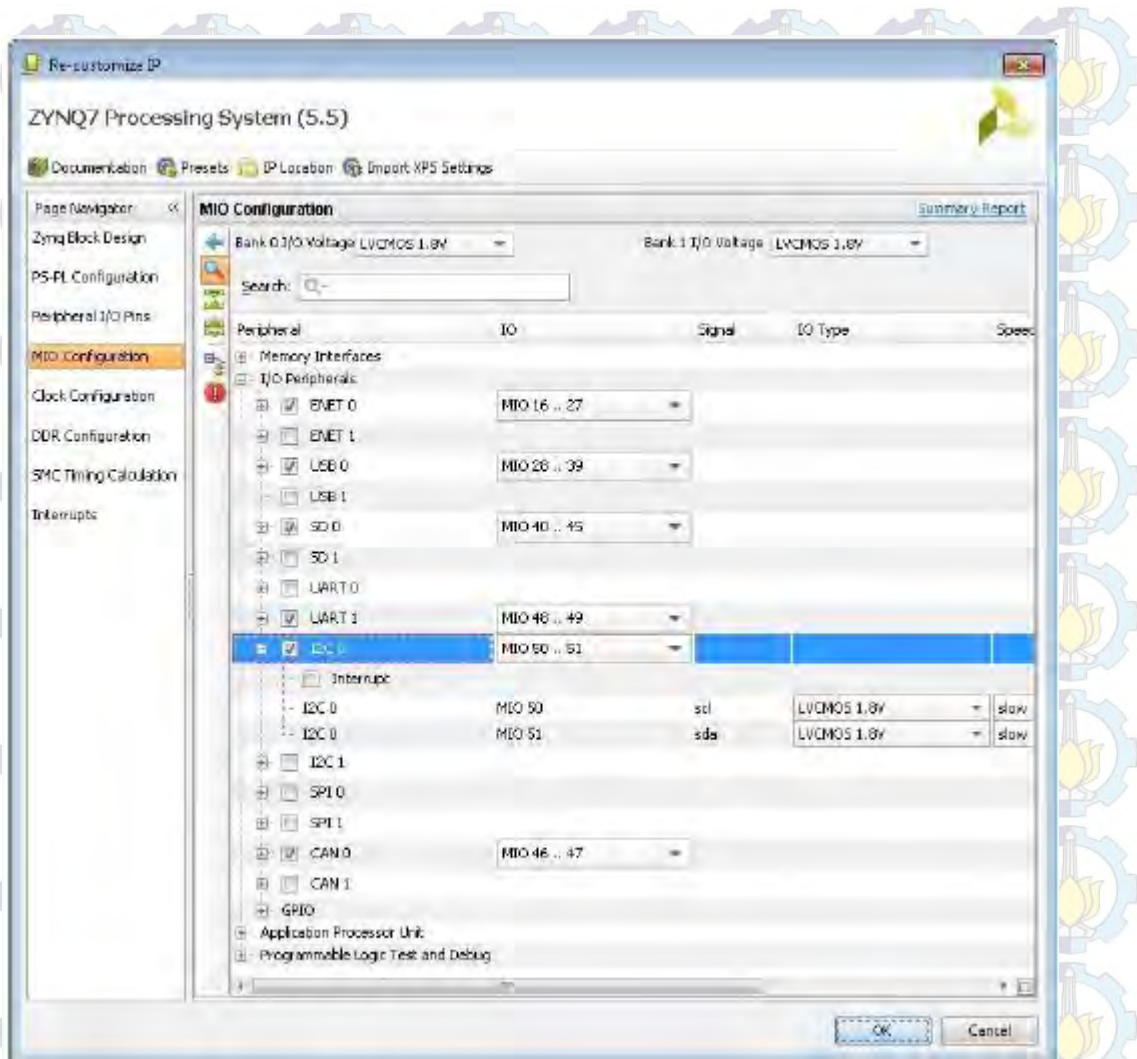 Re-customize IP
ZYNQ7 Processing System (5.5)
Documentation Presets IP Location Import XPS Settings
Page Navigator «
Zynq Block Design
PS-PL Configuration
Peripheral I/O Pins
MIO Configuration
Clock Configuration
DDR Configuration
SMC Timing Calculation
Interrupts
MIO Configuration Summary Report
Bank 0 I/O Voltage LVCMOS 1.8V Bank 1 I/O Voltage LVCMOS 1.8V
Search:
Peripheral IO Signal IO Type Speed
Memory Interfaces
I/O Peripherals
ENET 0 MIO 16 .. 27
ENET 1
USB 0 MIO 28 .. 39
USB 1
SD 0 MIO 40 .. 45
SD 1
UART 0
UART 1 MIO 48 .. 49
I2C 0 MIO 50 .. 51
Interrupt
I2C 0 MIO 50 scl LVCMOS 1.8V slow
I2C 0 MIO 51 sda LVCMOS 1.8V slow
I2C 1
SPI 0
SPI 1
CAN 0 MIO 46 .. 47
CAN 1
GPIO
Application Processor Unit
Programmable Logic Test and Debug
OK Cancel